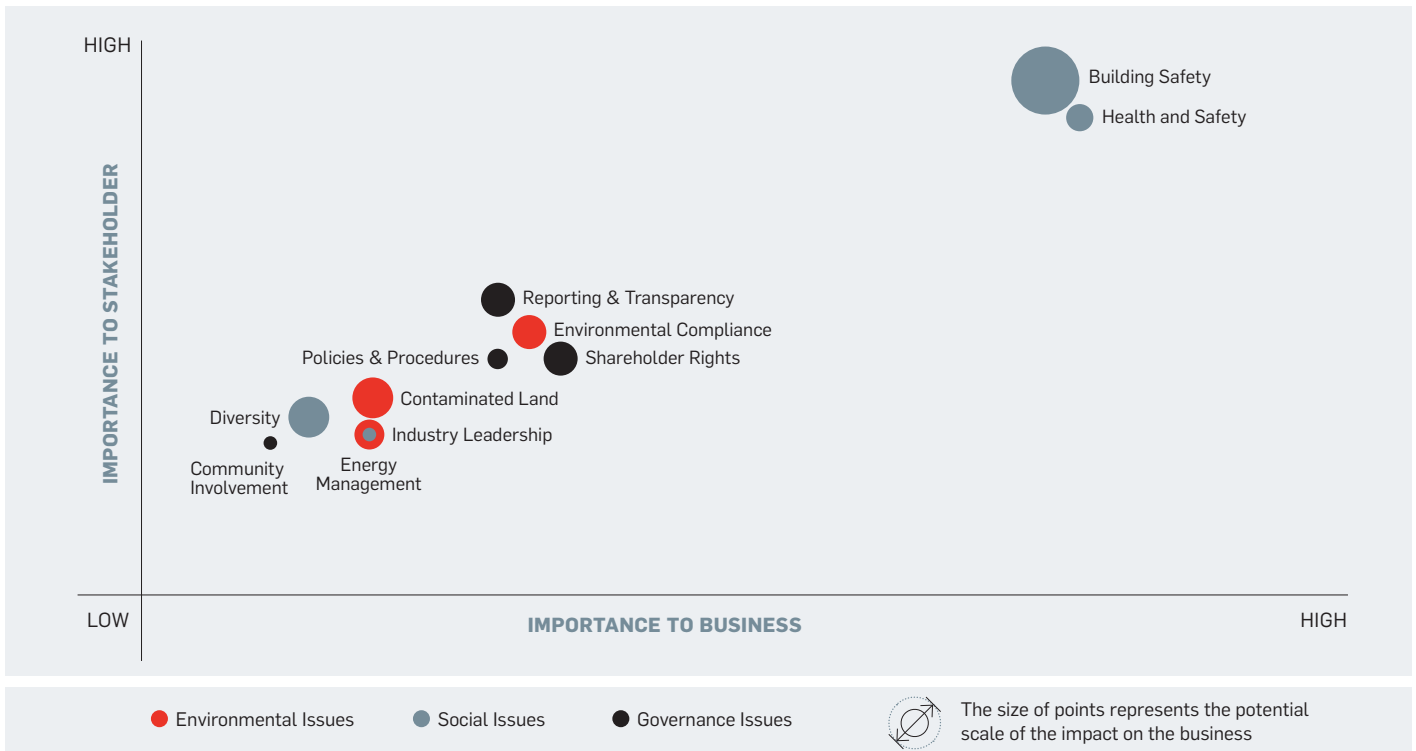 HIGH
IMPORTANCE TO STAKEHOLDER
Building Safety
Health and Safety
Reporting & Transparency
Environmental Compliance
Policies & Procedures
Shareholder Rights
Contaminated Land
Diversity
Industry Leadership
Community
Involvement
Energy
Management
LOW
IMPORTANCE TO BUSINESS
HIGH
Environmental Issues
Social Issues
Governance Issues
The size of points represents the potential
scale of the impact on the business